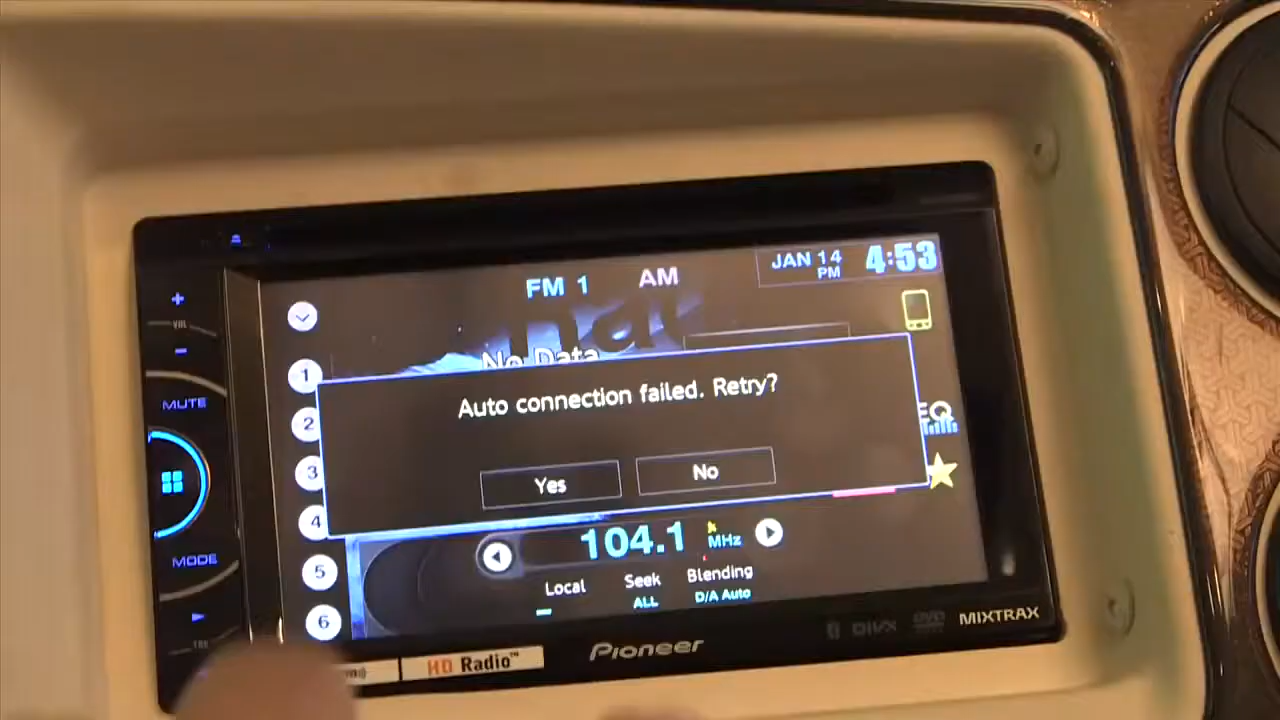 FM 1 AM JAN 14 PM 4:53
VOL
No Data
1
MUTE
Auto connection failed. Retry?
2
EQ
3
Yes No
4
MODE
104.1 MHz
5
Local Seek Blending
ALL D/A Auto
6
TRK
HD Radio™
Pioneer
DIVX DVD MIXTRAX